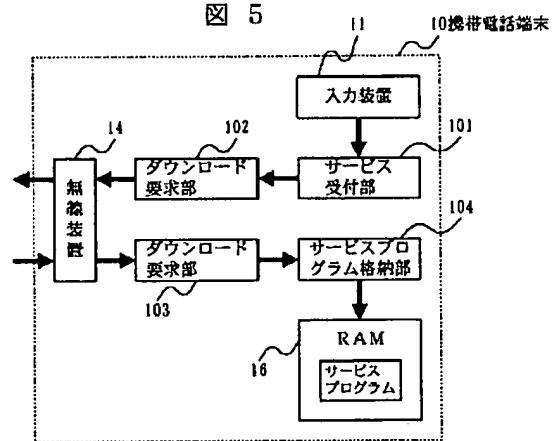 図 5
10携帯電話端末
11
入力装置
14
無線装置
102
ダウンロード
要求部
101
サービス
受付部
104
ダウンロード
要求部
103
サービスプロ
グラム格納部
RAM
16
サービス
プログラム